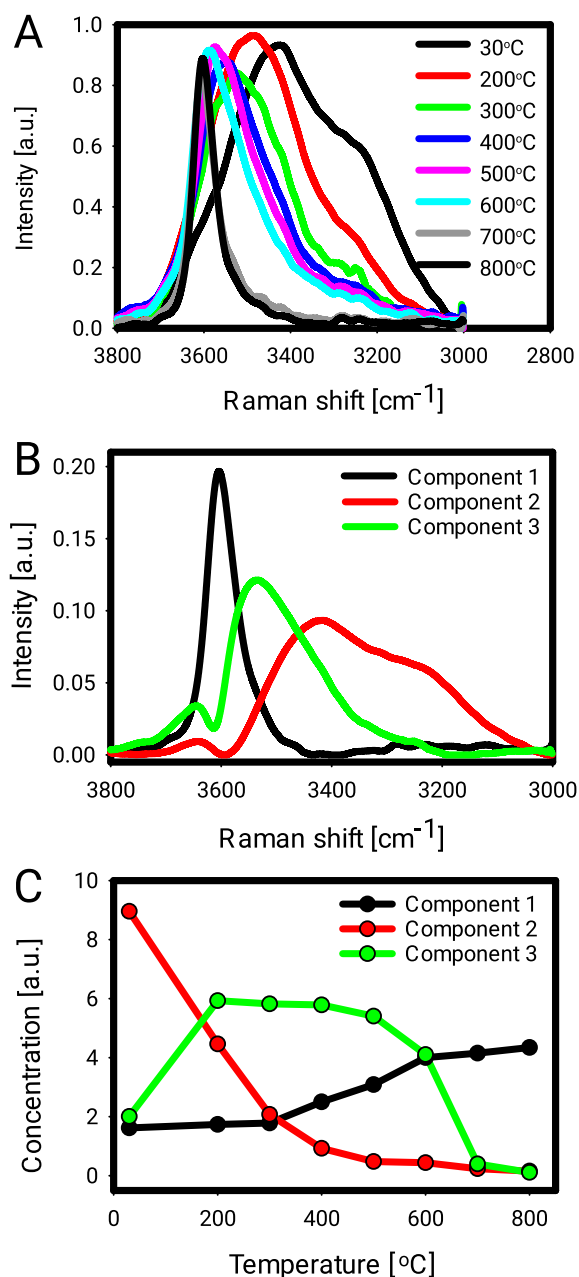 A
Intensity [a.u.]
1.0
0.8
0.6
0.4
0.2
0.0
30°C
200°C
300°C
400°C
500°C
600°C
700°C
800°C
3800 3600 3400 3200 3000 2800
Raman shift [cm-1]
B
Intensity [a.u.]
0.20
0.15
0.10
0.05
0.00
Component 1
Component 2
Component 3
3800 3600 3400 3200 3000
Raman shift [cm-1]
C
Concentration [a.u.]
10
8
6
4
2
0
Component 1
Component 2
Component 3
0 200 400 600 800
Temperature [°C]